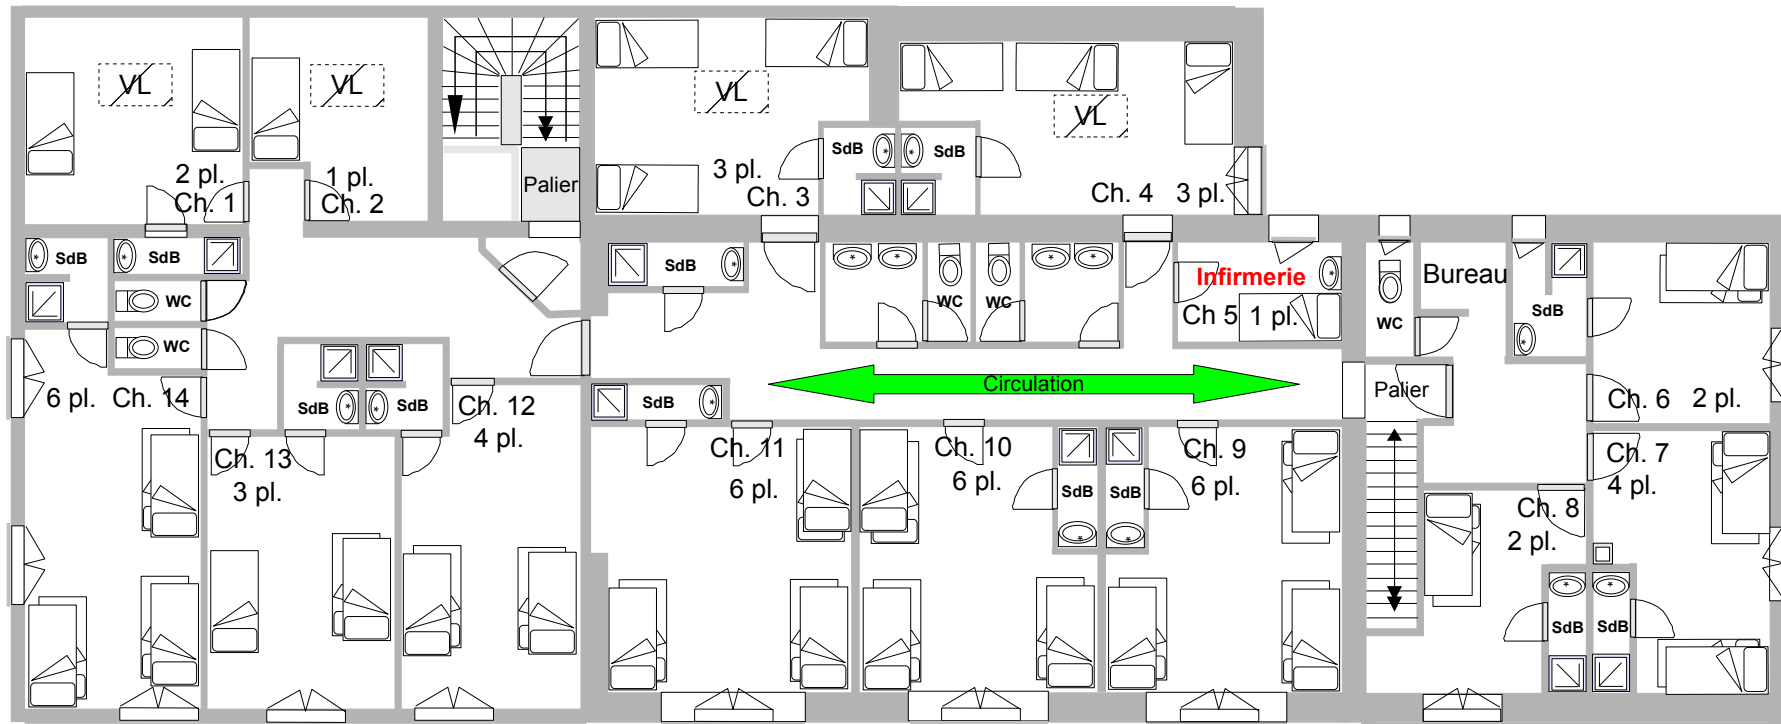 VL
VL
VL
VL
2 pl.
Ch. 1
1 pl.
Ch. 2
Palier
3 pl.
Ch. 3
SdB
SdB
Ch. 4
3 pl.
SdB
SdB
WC
WC
6 pl.
Ch. 14
SdB
SdB
Ch. 12
4 pl.
Ch. 13
3 pl.
SdB
WC
WC
Infirmerie
Ch 5
1 pl.
Circulation
SdB
Ch. 11
6 pl.
Ch. 10
6 pl.
SdB
SdB
Ch. 9
6 pl.
WC
Bureau
SdB
Palier
Ch. 6
2 pl.
Ch. 7
4 pl.
Ch. 8
2 pl.
SdB
SdB